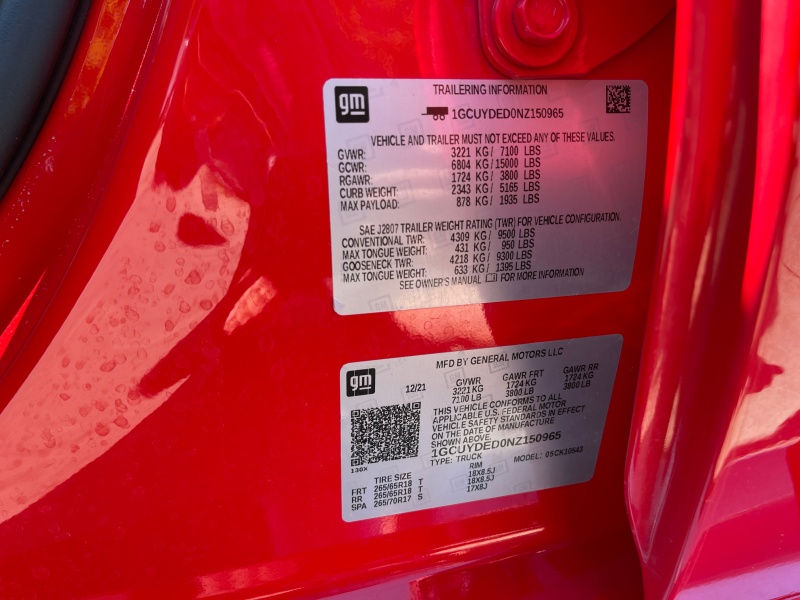 gm
TRAILERING INFORMATION
1GCUYDED0NZ150965
VEHICLE AND TRAILER MUST NOT EXCEED ANY OF THESE VALUES.
GVWR: 3221 KG / 7100 LBS
GCWR: 6804 KG / 15000 LBS
RGAWR: 1724 KG / 3800 LBS
CURB WEIGHT: 2343 KG / 5165 LBS
MAX PAYLOAD: 878 KG / 1935 LBS
SAE J2807 TRAILER WEIGHT RATING (TWR) FOR VEHICLE CONFIGURATION.
CONVENTIONAL TWR: 4309 KG / 9500 LBS
MAX TONGUE WEIGHT: 431 KG / 950 LBS
GOOSENECK TWR: 4218 KG / 9300 LBS
MAX TONGUE WEIGHT: 633 KG / 1395 LBS
SEE OWNER'S MANUAL FOR MORE INFORMATION
gm
MFD BY GENERAL MOTORS LLC
12/21
GVWR GAWR FRT GAWR RR
3221 KG 1724 KG 1724 KG
7100 LB 3800 LB 3800 LB
THIS VEHICLE CONFORMS TO ALL
APPLICABLE U.S. FEDERAL MOTOR
VEHICLE SAFETY STANDARDS IN EFFECT
ON THE DATE OF MANUFACTURE
SHOWN ABOVE.
1GCUYDED0NZ150965
TYPE: TRUCK MODEL: 05CK10543
130X
TIRE SIZE RIM
FRT 265/65R18 T 18X8.5J
RR 265/65R18 T 18X8.5J
SPA 265/70R17 S 17X8J